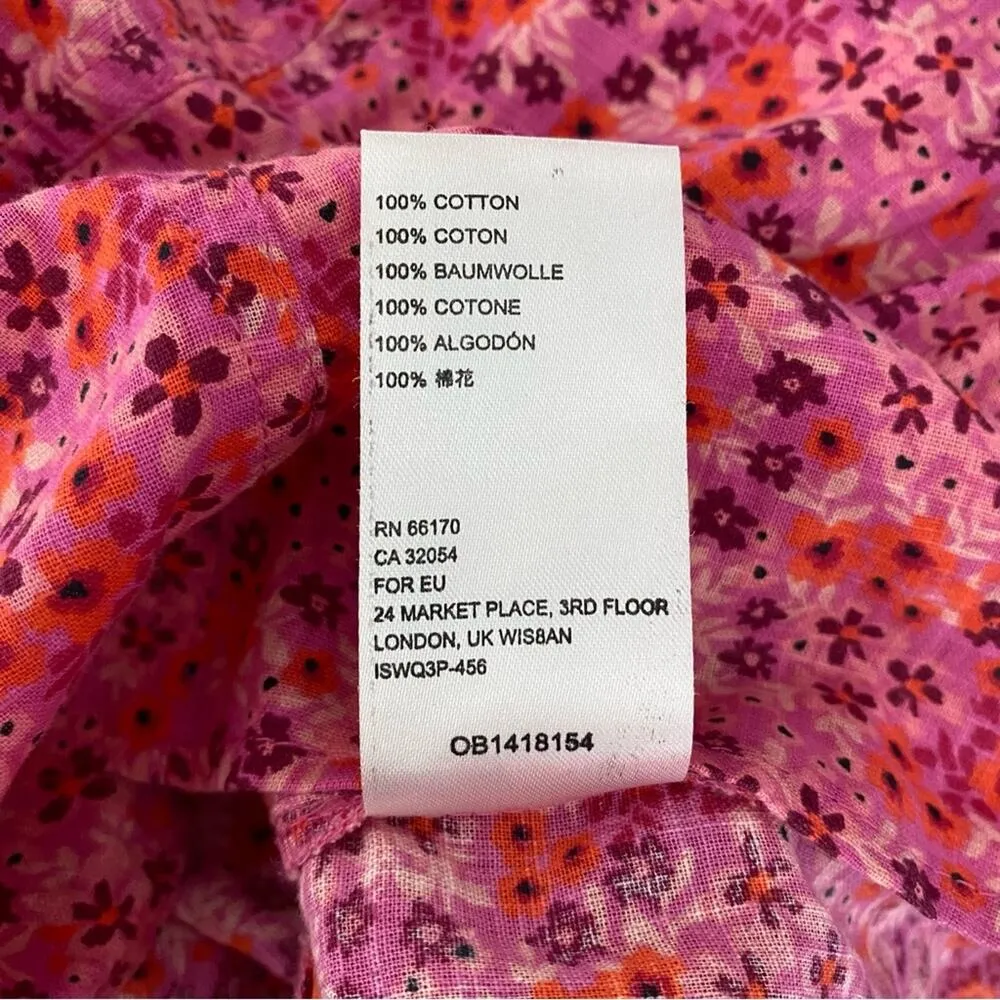 100% COTTON
100% COTON
100% BAUMWOLLE
100% COTONE
100% ALGODÓN
100% 棉花
RN 66170
CA 32054
FOR EU
24 MARKET PLACE, 3RD FLOOR
LONDON, UK WIS8AN
ISWQ3P-456
OB1418154